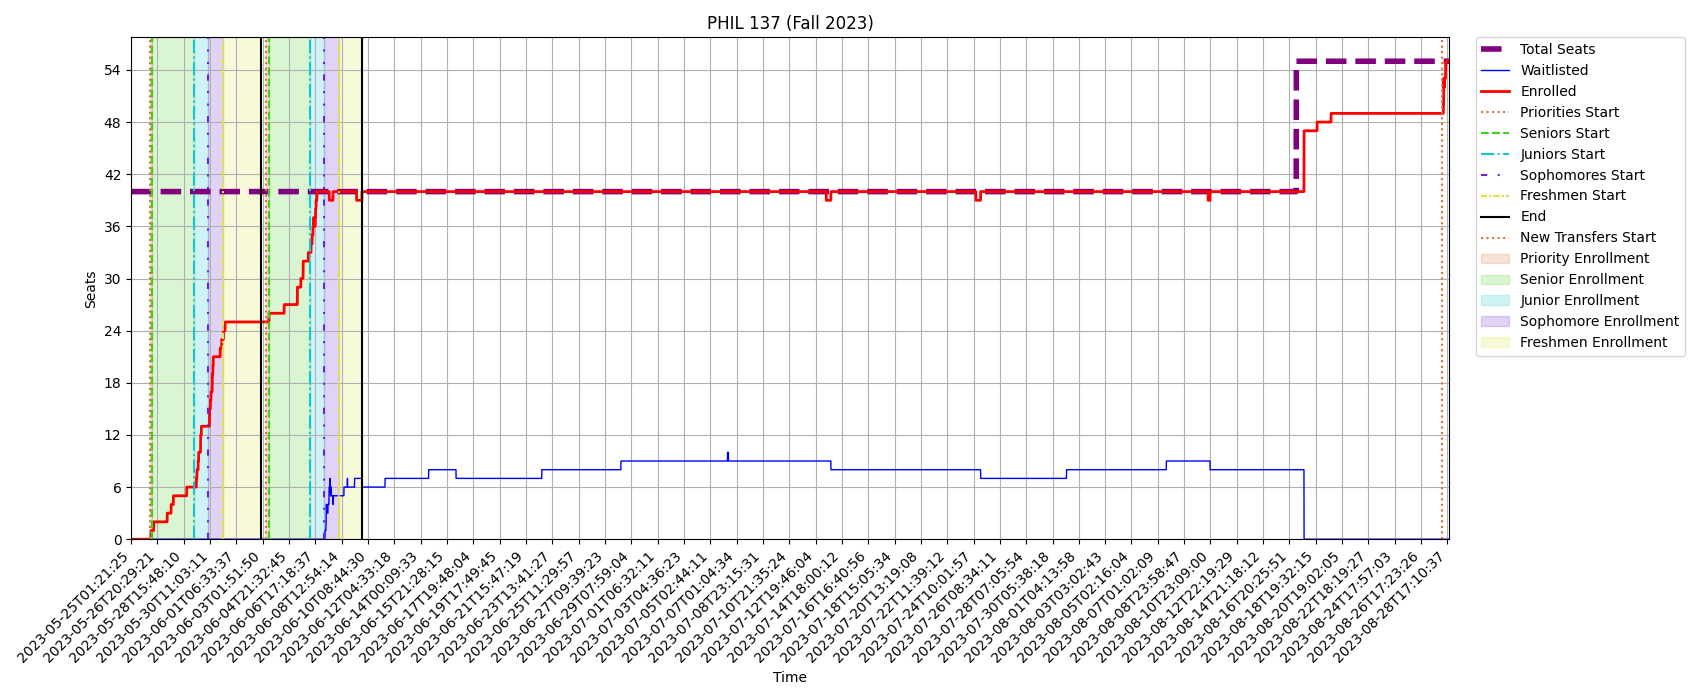 PHIL 137 (Fall 2023)
Seats
54
48
42
36
30
24
18
12
6
0
2023-05-25T01:21:25
2023-05-26T20:29:21
2023-05-28T15:48:10
2023-05-30T11:03:11
2023-06-01T06:33:37
2023-06-03T01:51:50
2023-06-04T21:32:45
2023-06-06T17:18:37
2023-06-08T12:54:14
2023-06-10T08:44:30
2023-06-12T04:33:18
2023-06-14T00:09:33
2023-06-15T21:28:15
2023-06-17T19:48:04
2023-06-19T17:49:45
2023-06-21T15:47:19
2023-06-23T13:41:27
2023-06-25T11:29:57
2023-06-27T09:39:23
2023-06-29T07:59:04
2023-07-01T06:32:11
2023-07-03T04:36:23
2023-07-05T02:44:11
2023-07-07T01:04:34
2023-07-08T23:15:31
2023-07-10T21:35:24
2023-07-12T19:46:04
2023-07-14T18:00:12
2023-07-16T16:40:56
2023-07-18T15:05:34
2023-07-20T13:19:08
2023-07-22T11:39:12
2023-07-24T10:01:57
2023-07-26T08:34:11
2023-07-28T07:05:54
2023-07-30T05:38:18
2023-08-01T04:13:58
2023-08-03T03:02:43
2023-08-05T02:16:04
2023-08-07T01:02:09
2023-08-08T23:58:47
2023-08-10T23:09:00
2023-08-12T22:19:29
2023-08-14T21:18:12
2023-08-16T20:25:51
2023-08-18T19:32:15
2023-08-20T19:02:05
2023-08-22T18:19:27
2023-08-24T17:57:03
2023-08-26T17:23:26
2023-08-28T17:10:37
Time
Total Seats
Waitlisted
Enrolled
Priorities Start
Seniors Start
Juniors Start
Sophomores Start
Freshmen Start
End
New Transfers Start
Priority Enrollment
Senior Enrollment
Junior Enrollment
Sophomore Enrollment
Freshmen Enrollment